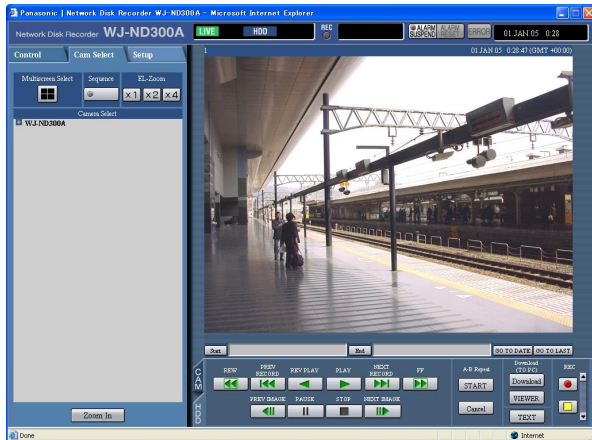 Panasonic | Network Disk Recorder WJ-ND300A - Microsoft Internet Explorer
Network Disk Recorder WJ-ND300A
LIVE
HDD
REC
ALARM SUSPEND
ALARM RESET
ERROR
01 JAN.05 0:28
Control
Cam Select
Setup
1
01 JAN.05 0:28:47 (GMT +00:00)
Multiscreen Select
Sequence
EL-Zoom
x1
x2
x4
Camera Select
WJ-ND300A
Zoom In
Start
End
GO TO DATE
GO TO LAST
CAM
HDD
REW
PREV RECORD
REV PLAY
PLAY
NEXT RECORD
FF
PREV IMAGE
PAUSE
STOP
NEXT IMAGE
A-B Repeat
START
Cancel
Download (TO PC)
Download
VIEWER
TEXT
REC
Done
Internet